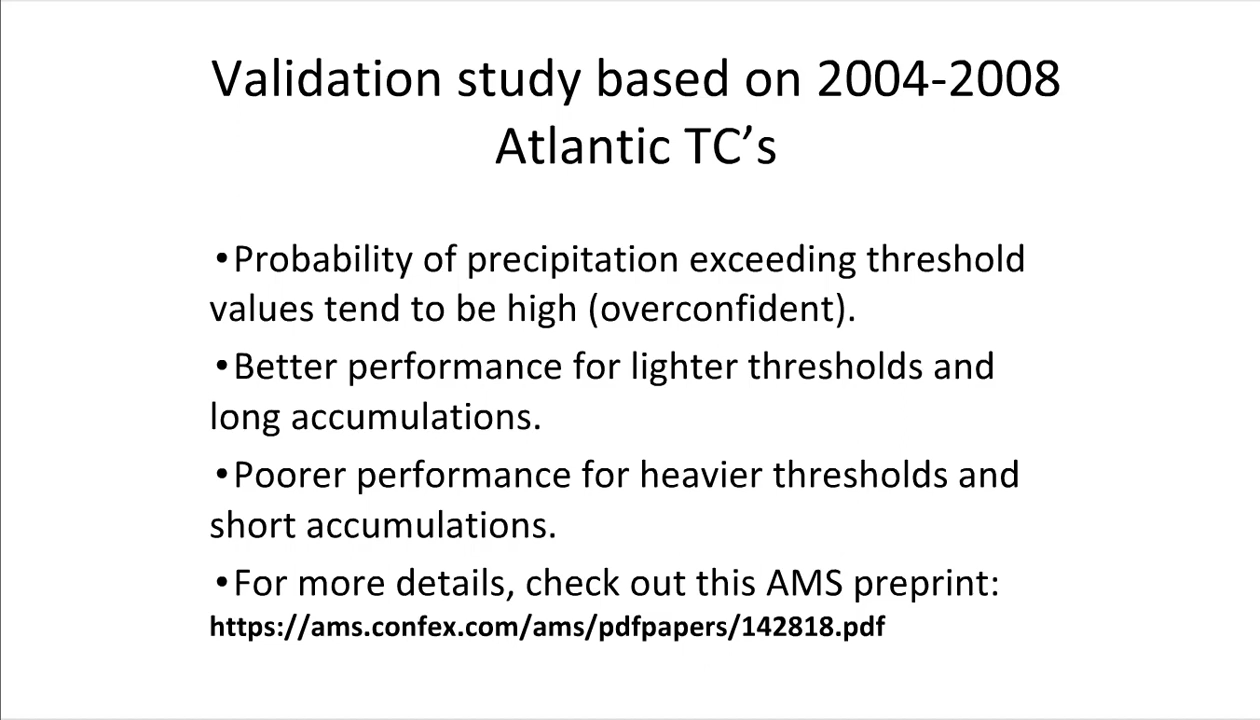 Validation study based on 2004-2008
Atlantic TC’s
•Probability of precipitation exceeding threshold
values tend to be high (overconfident).
•Better performance for lighter thresholds and
long accumulations.
•Poorer performance for heavier thresholds and
short accumulations.
•For more details, check out this AMS preprint:
https://ams.confex.com/ams/pdfpapers/142818.pdf